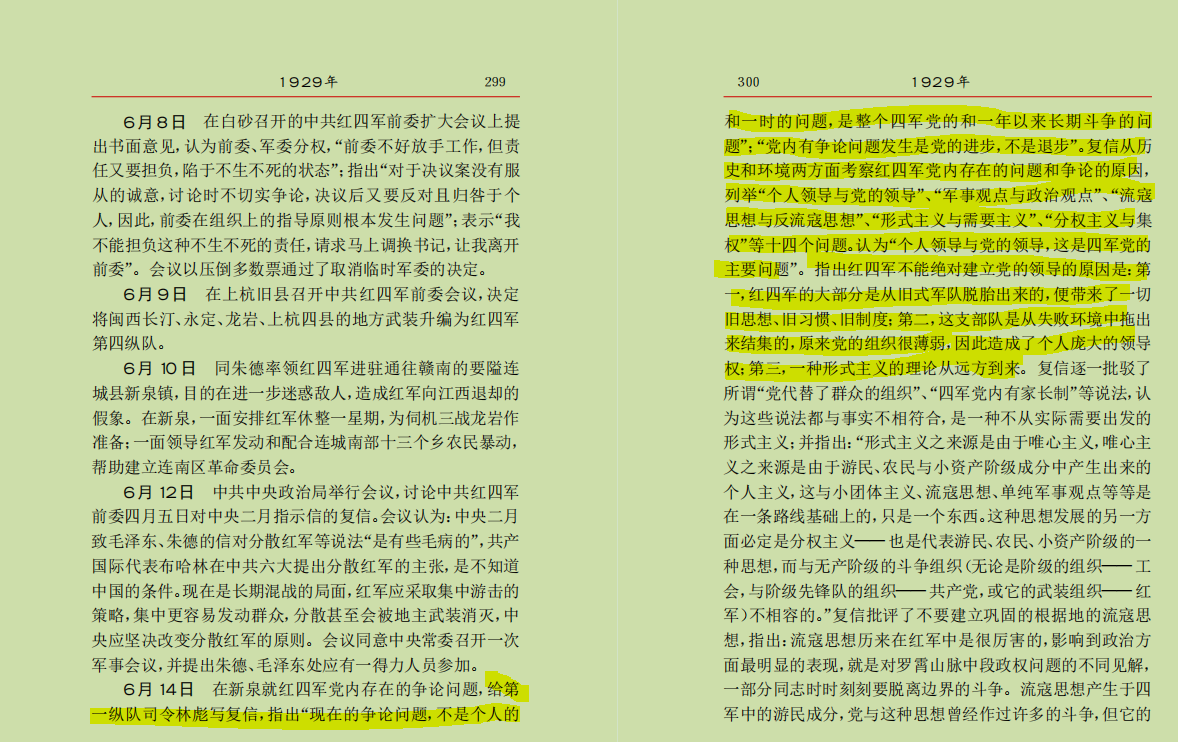 1929年
299
6月8日 在白砂召开的中共红四军前委扩大会议上提
出书面意见,认为前委、军委分权,“前委不好放手工作,但责
任又要担负,陷于不生不死的状态”;指出“对于决议案没有服
从的诚意,讨论时不切实争论,决议后又要反对且归咎于个
人,因此,前委在组织上的指导原则根本发生问题”;表示“我
不能担负这种不生不死的责任,请求马上调换书记,让我离开
前委”。会议以压倒多数票通过了取消临时军委的决定。
6月9日 在上杭旧县召开中共红四军前委会议,决定
将闽西长汀、永定、龙岩、上杭四县的地方武装升编为红四军
第四纵队。
6月10日 同朱德率领红四军进驻通往赣南的要隘连
城县新泉镇,目的在进一步迷惑敌人,造成红军向江西退却的
假象。在新泉,一面安排红军休整一星期,为伺机三战龙岩作
准备;一面领导红军发动和配合连城南部十三个乡农民暴动,
帮助建立连南区革命委员会。
6月12日 中共中央政治局举行会议,讨论中共红四军
前委四月五日对中央二月指示信的复信。会议认为:中央二月
致毛泽东、朱德的信对分散红军等说法“是有些毛病的”,共产
国际代表布哈林在中共六大提出分散红军的主张,是不知道
中国的条件。现在是长期混战的局面,红军应采取集中游击的
策略,集中更容易发动群众,分散甚至会被地主武装消灭,中
央应坚决改变分散红军的原则。会议同意中央常委召开一次
军事会议,并提出朱德、毛泽东处应有一得力人员参加。
6月14日 在新泉就红四军党内存在的争论问题,给第
一纵队司令林彪写复信,指出“现在的争论问题,不是个人的
300
1929年
和一时的问题,是整个四军党的和一年以来长期斗争的问
题”;“党内有争论问题发生是党的进步,不是退步”。复信从历
史和环境两方面考察红四军党内存在的问题和争论的原因,
列举“个人领导与党的领导”、“军事观点与政治观点”、“流寇
思想与反流寇思想”、“形式主义与需要主义”、“分权主义与集
权”等十四个问题。认为“个人领导与党的领导,这是四军党的
主要问题”。指出红四军不能绝对建立党的领导的原因是:第
一,红四军的大部分是从旧式军队脱胎出来的,便带来了一切
旧思想、旧习惯、旧制度;第二,这支部队是从失败环境中拖出
来结集的,原来党的组织很薄弱,因此造成了个人庞大的领导
权;第三,一种形式主义的理论从远方到来。复信逐一批驳了
所谓“党代替了群众的组织”、“四军党内有家长制”等说法,认
为这些说法都与事实不相符合,是一种不从实际需要出发的
形式主义;并指出:“形式主义之来源是由于唯心主义,唯心主
义之来源是由于游民、农民与小资产阶级成分中产生出来的
个人主义,这与小团体主义、流寇思想、单纯军事观点等等是
在一条路线基础上的,只是一个东西。这种思想发展的另一方
面必定是分权主义——也是代表游民、农民、小资产阶级的一
种思想,而与无产阶级的斗争组织(无论是阶级的组织——工
会,与阶级先锋队的组织——共产党,或它的武装组织——红
军)不相容的。”复信批评了不要建立巩固的根据地的流寇思
想,指出:流寇思想历来在红军中是很厉害的,影响到政治方
面最明显的表现,就是对罗霄山脉中段政权问题的不同见解,
一部分同志时时刻刻要脱离边界的斗争。流寇思想产生于四
军中的游民成分,党与这种思想曾经作过许多的斗争,但它的